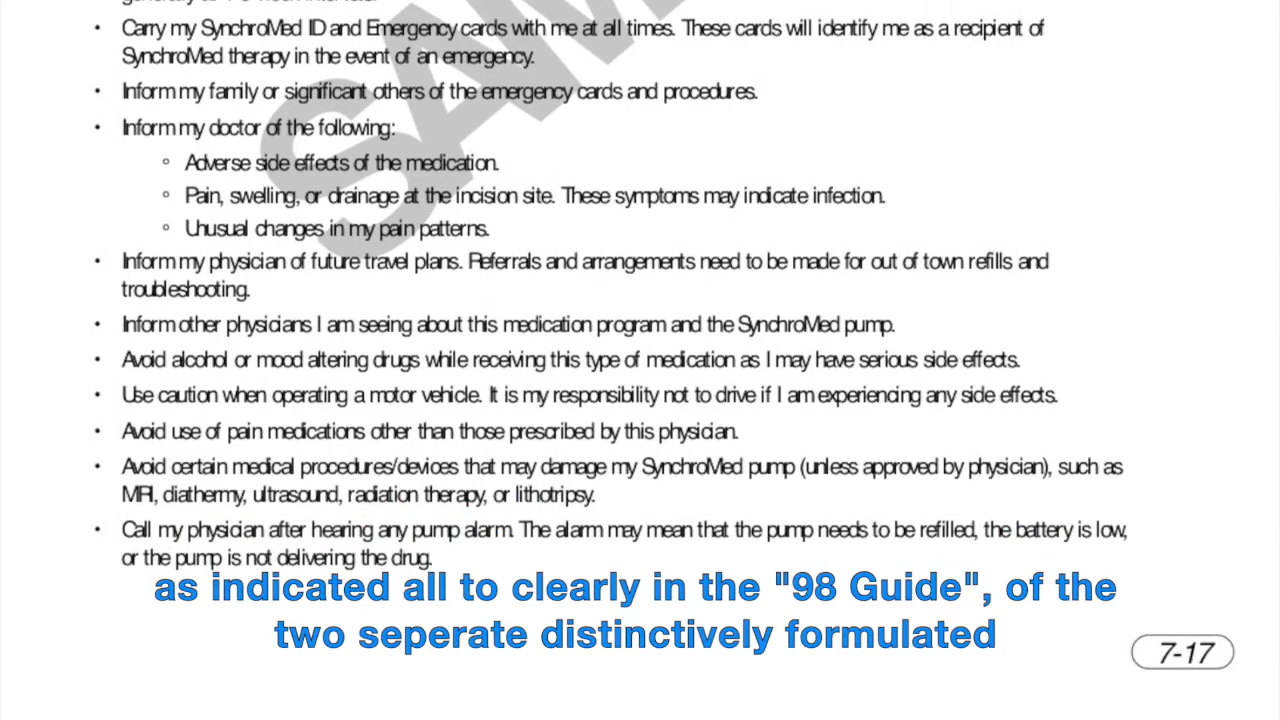 • Carry my SynchroMed ID and Emergency cards with me at all times. These cards will identify me as a recipient of
SynchroMed therapy in the event of an emergency.
• Inform my family or significant others of the emergency cards and procedures.
• Inform my doctor of the following:
◦ Adverse side effects of the medication.
◦ Pain, swelling, or drainage at the incision site. These symptoms may indicate infection.
◦ Unusual changes in my pain patterns.
• Inform my physician of future travel plans. Referrals and arrangements need to be made for out of town refills and
troubleshooting.
• Inform other physicians I am seeing about this medication program and the SynchroMed pump.
• Avoid alcohol or mood altering drugs while receiving this type of medication as I may have serious side effects.
• Use caution when operating a motor vehicle. It is my responsibility not to drive if I am experiencing any side effects.
• Avoid use of pain medications other than those prescribed by this physician.
• Avoid certain medical procedures/devices that may damage my SynchroMed pump (unless approved by physician), such as
MRI, diathermy, ultrasound, radiation therapy, or lithotripsy.
• Call my physician after hearing any pump alarm. The alarm may mean that the pump needs to be refilled, the battery is low,
or the pump is not delivering the drug.
as indicated all to clearly in the "98 Guide", of the
two seperate distinctively formulated
7-17